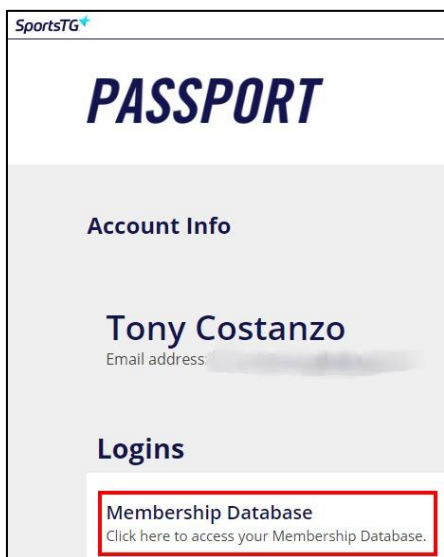 SportsTG
PASSPORT
Account Info
Tony Costanzo
Email address:
Logins
Membership Database
Click here to access your Membership Database.